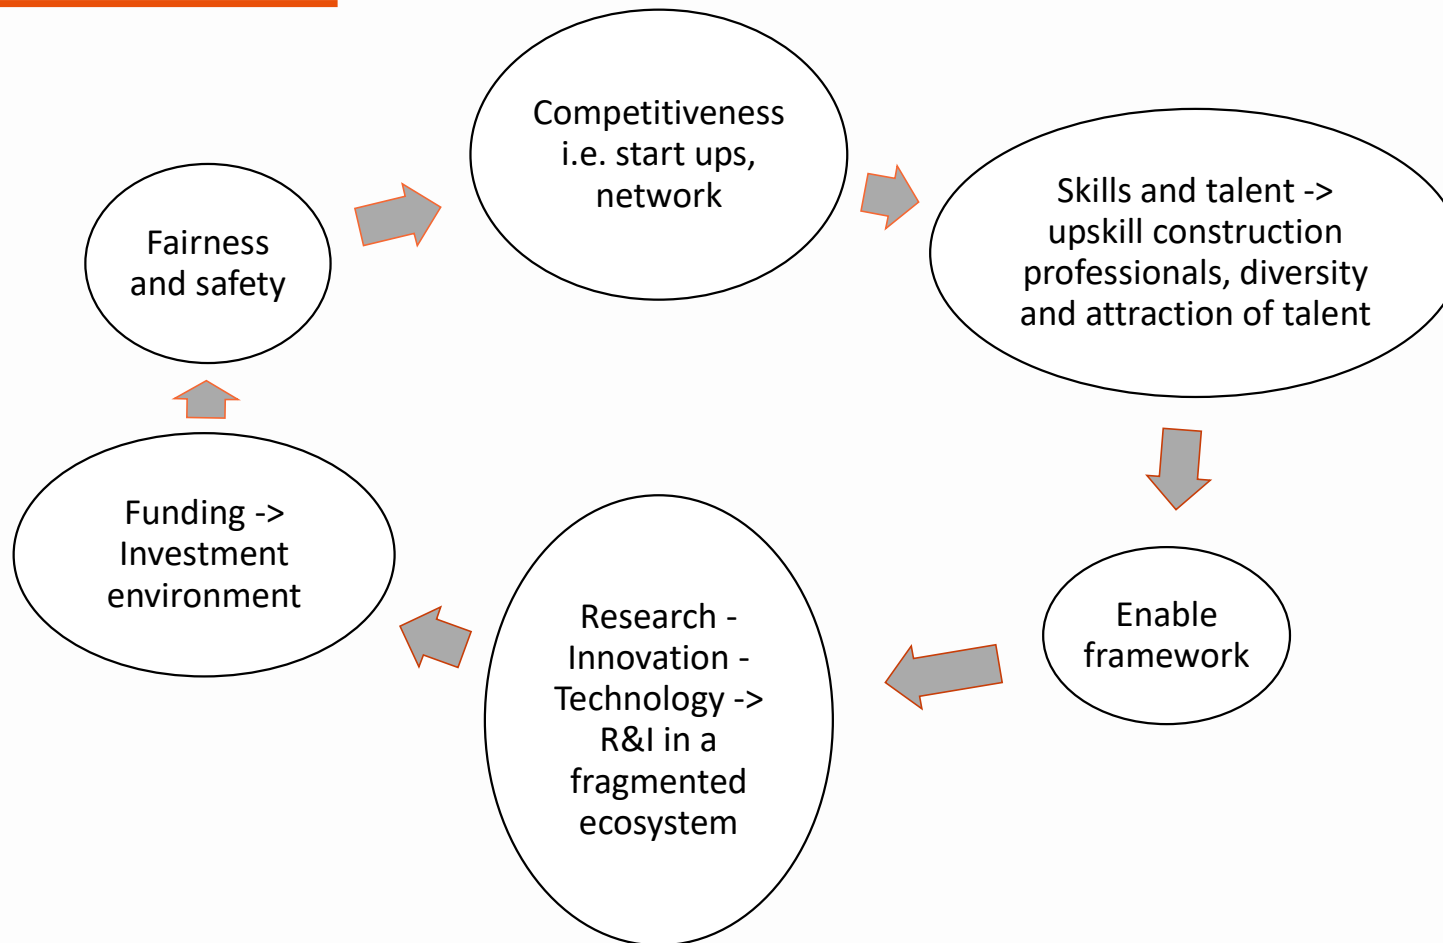 Competitiveness
i.e. start ups,
network
Skills and talent ->
upskill construction
professionals, diversity
and attraction of talent
Fairness
and safety
Funding ->
Investment
environment
Research -
Innovation -
Technology ->
R&I in a
fragmented
ecosystem
Enable
framework